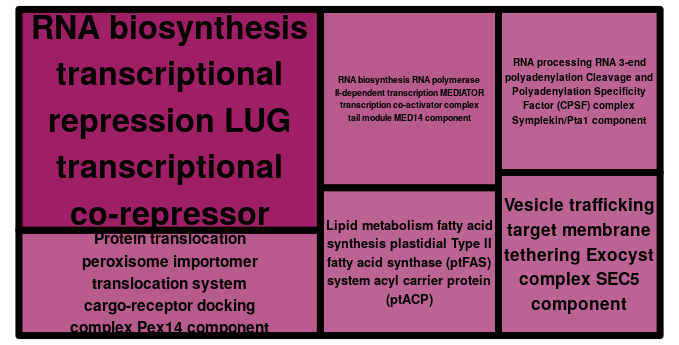 RNA biosynthesis
transcriptional
repression LUG
transcriptional
co-repressor
Protein translocation
peroxisome importomer
translocation system
cargo-receptor docking
complex Pex14 component
RNA biosynthesis RNA polymerase
II-dependent transcription MEDIATOR
transcription co-activator complex
tail module MED14 component
Lipid metabolism fatty acid
synthesis plastidial Type II
fatty acid synthase (ptFAS)
system acyl carrier protein
(ptACP)
RNA processing RNA 3-end
polyadenylation Cleavage and
Polyadenylation Specificity
Factor (CPSF) complex
Symplekin/Pta1 component
Vesicle trafficking
target membrane
tethering Exocyst
complex SEC5
component